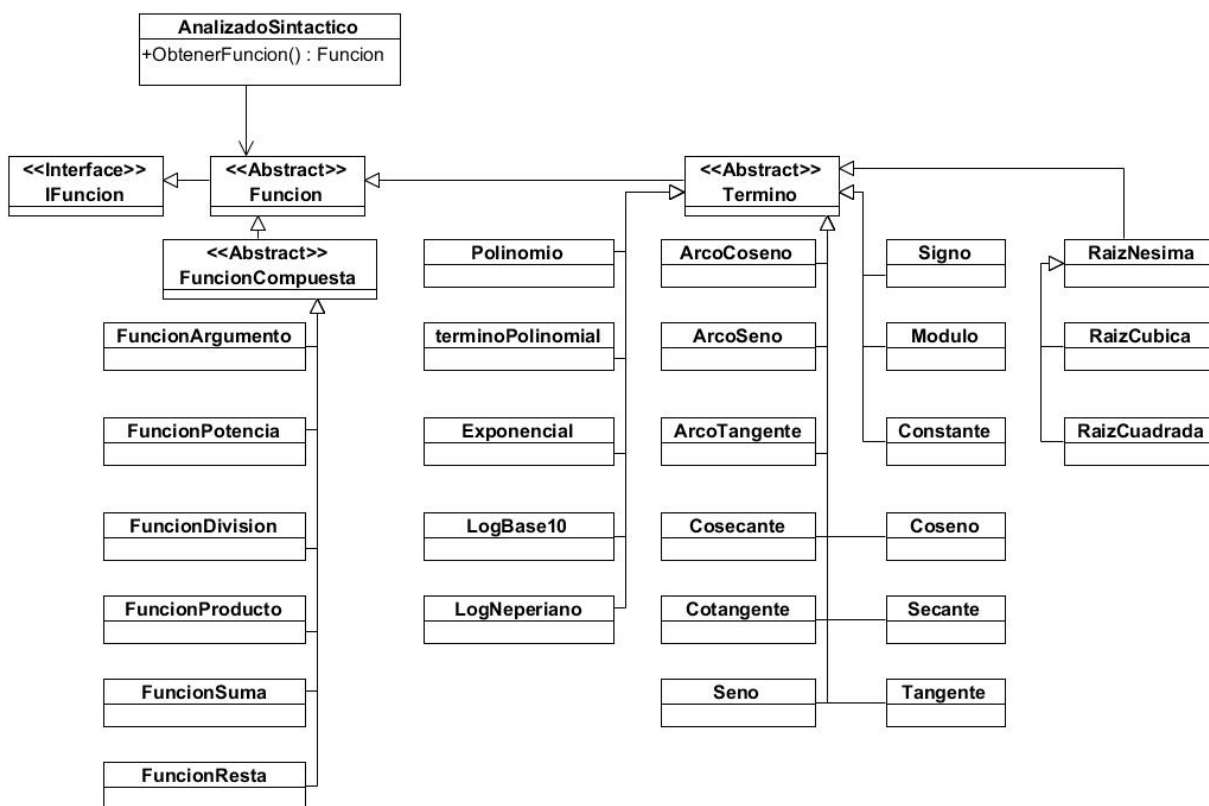 AnalizadoSintactico
+ObtenerFuncion() : Funcion
<<Interface>>
IFuncion
<<Abstract>>
Funcion
<<Abstract>>
Termino
<<Abstract>>
FuncionCompuesta
Polinomio
ArcoCoseno
Signo
RaizNesima
FuncionArgumento
terminoPolinomial
ArcoSeno
Modulo
RaizCubica
FuncionPotencia
Exponencial
ArcoTangente
Constante
RaizCuadrada
FuncionDivision
LogBase10
Cosecante
Coseno
FuncionProducto
LogNeperiano
Cotangente
Secante
FuncionSuma
Seno
Tangente
FuncionResta